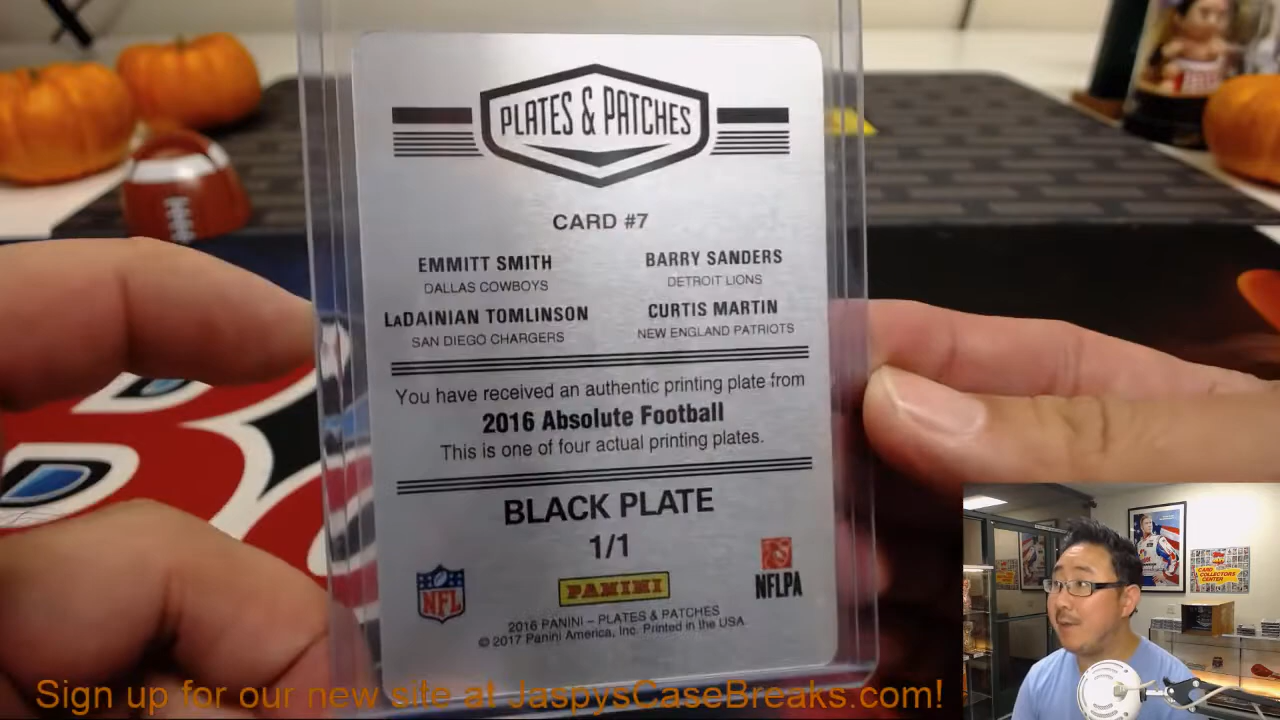 PLATES & PATCHES
CARD #7
EMMITT SMITH
DALLAS COWBOYS
BARRY SANDERS
DETROIT LIONS
LADAINIAN TOMLINSON
SAN DIEGO CHARGERS
CURTIS MARTIN
NEW ENGLAND PATRIOTS
You have received an authentic printing plate from
2016 Absolute Football
This is one of four actual printing plates.
BLACK PLATE
1/1
NFL
PANINI
NFLPA
2016 PANINI – PLATES & PATCHES
© 2017 Panini America, Inc. Printed in the USA.
CARD
COLLECTORS
CENTER
Sign up for our new site at JaspysCaseBreaks.com!